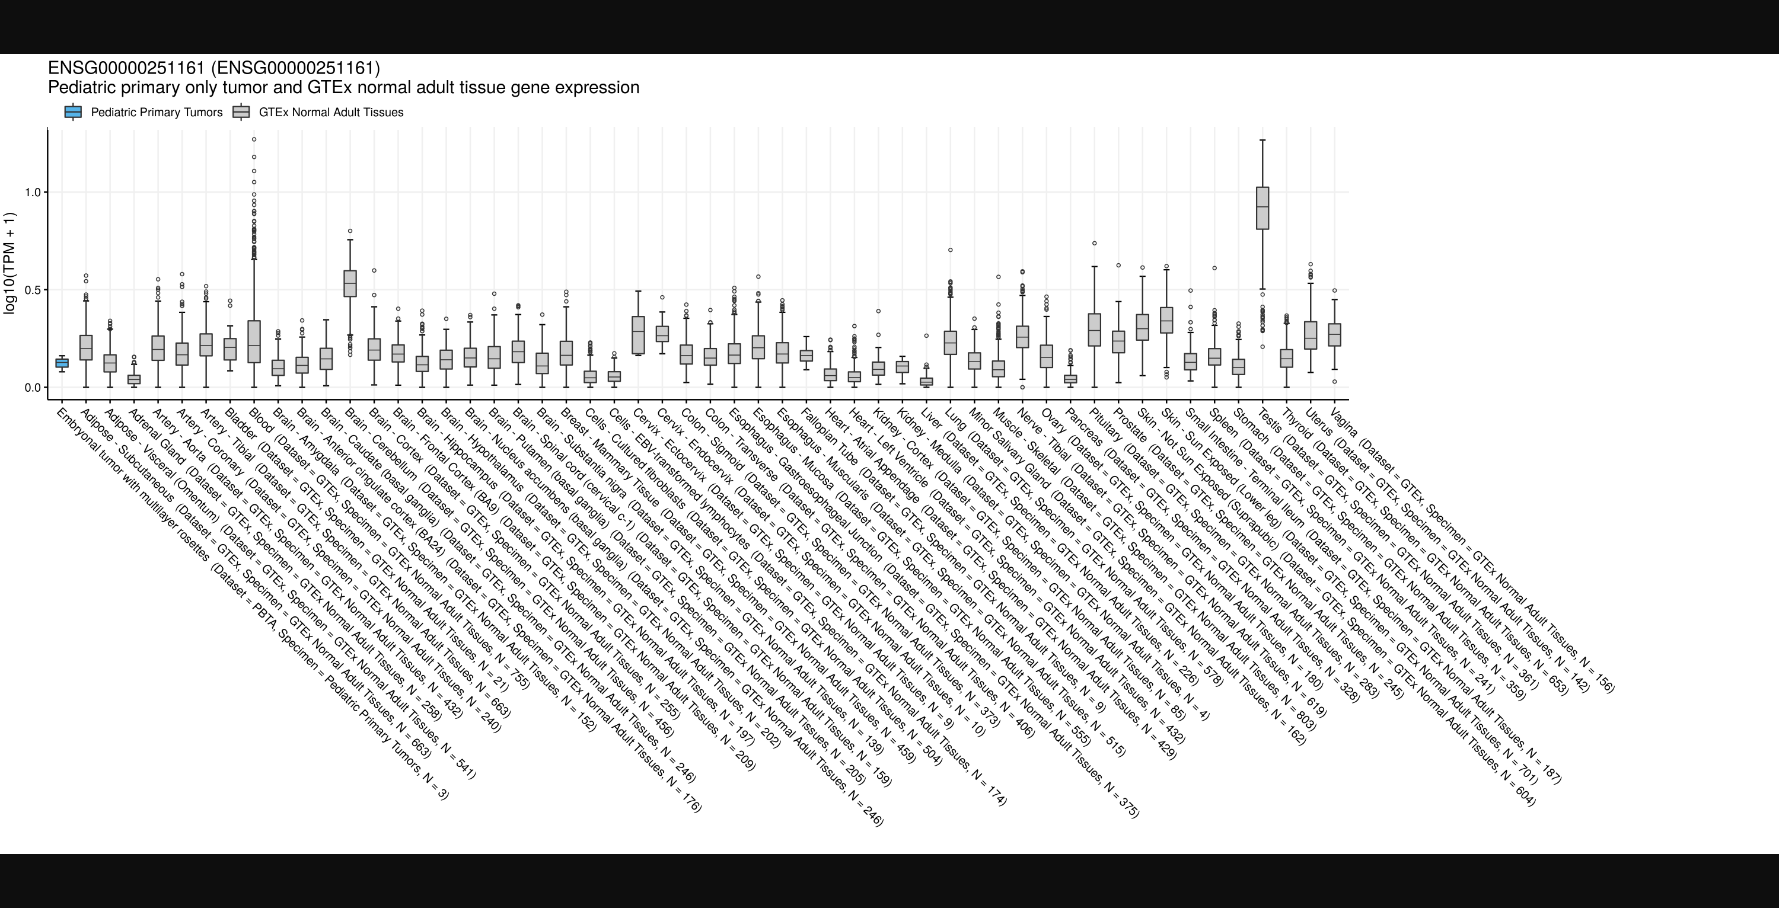 ENSG00000251161 (ENSG00000251161)
Pediatric primary only tumor and GTEx normal adult tissue gene expression
Pediatric Primary Tumors
GTEx Normal Adult Tissues
log10(TPM + 1)
1.0
0.5
0.0
Embryonal tumor with multilayer rosettes (Dataset = PBTA, Specimen = Pediatric Primary Tumors, N = 3)
Adipose - Subcutaneous (Dataset = GTEx, Specimen = GTEx Normal Adult Tissues, N = 663)
Adipose - Visceral (Omentum) (Dataset = GTEx, Specimen = GTEx Normal Adult Tissues, N = 541)
Adrenal Gland (Dataset = GTEx, Specimen = GTEx Normal Adult Tissues, N = 258)
Artery - Aorta (Dataset = GTEx, Specimen = GTEx Normal Adult Tissues, N = 432)
Artery - Coronary (Dataset = GTEx, Specimen = GTEx Normal Adult Tissues, N = 240)
Artery - Tibial (Dataset = GTEx, Specimen = GTEx Normal Adult Tissues, N = 663)
Bladder (Dataset = GTEx, Specimen = GTEx Normal Adult Tissues, N = 21)
Blood (Dataset = GTEx, Specimen = GTEx Normal Adult Tissues, N = 755)
Brain - Amygdala (Dataset = GTEx, Specimen = GTEx Normal Adult Tissues, N = 152)
Brain - Anterior cingulate cortex (BA24) (Dataset = GTEx, Specimen = GTEx Normal Adult Tissues, N = 176)
Brain - Caudate (basal ganglia) (Dataset = GTEx, Specimen = GTEx Normal Adult Tissues, N = 246)
Brain - Cerebellum (Dataset = GTEx, Specimen = GTEx Normal Adult Tissues, N = 456)
Brain - Cortex (Dataset = GTEx, Specimen = GTEx Normal Adult Tissues, N = 255)
Brain - Frontal Cortex (BA9) (Dataset = GTEx, Specimen = GTEx Normal Adult Tissues, N = 209)
Brain - Hippocampus (Dataset = GTEx, Specimen = GTEx Normal Adult Tissues, N = 197)
Brain - Hypothalamus (Dataset = GTEx, Specimen = GTEx Normal Adult Tissues, N = 202)
Brain - Nucleus accumbens (basal ganglia) (Dataset = GTEx, Specimen = GTEx Normal Adult Tissues, N = 246)
Brain - Putamen (basal ganglia) (Dataset = GTEx, Specimen = GTEx Normal Adult Tissues, N = 205)
Brain - Spinal cord (cervical c-1) (Dataset = GTEx, Specimen = GTEx Normal Adult Tissues, N = 159)
Brain - Substantia nigra (Dataset = GTEx, Specimen = GTEx Normal Adult Tissues, N = 139)
Breast - Mammary Tissue (Dataset = GTEx, Specimen = GTEx Normal Adult Tissues, N = 459)
Cells - Cultured fibroblasts (Dataset = GTEx, Specimen = GTEx Normal Adult Tissues, N = 504)
Cells - EBV-transformed lymphocytes (Dataset = GTEx, Specimen = GTEx Normal Adult Tissues, N = 174)
Cervix - Ectocervix (Dataset = GTEx, Specimen = GTEx Normal Adult Tissues, N = 9)
Cervix - Endocervix (Dataset = GTEx, Specimen = GTEx Normal Adult Tissues, N = 10)
Colon - Sigmoid (Dataset = GTEx, Specimen = GTEx Normal Adult Tissues, N = 373)
Colon - Transverse (Dataset = GTEx, Specimen = GTEx Normal Adult Tissues, N = 406)
Esophagus - Gastroesophageal Junction (Dataset = GTEx, Specimen = GTEx Normal Adult Tissues, N = 375)
Esophagus - Mucosa (Dataset = GTEx, Specimen = GTEx Normal Adult Tissues, N = 555)
Esophagus - Muscularis (Dataset = GTEx, Specimen = GTEx Normal Adult Tissues, N = 515)
Fallopian Tube (Dataset = GTEx, Specimen = GTEx Normal Adult Tissues, N = 9)
Heart - Atrial Appendage (Dataset = GTEx, Specimen = GTEx Normal Adult Tissues, N = 429)
Heart - Left Ventricle (Dataset = GTEx, Specimen = GTEx Normal Adult Tissues, N = 432)
Kidney - Cortex (Dataset = GTEx, Specimen = GTEx Normal Adult Tissues, N = 85)
Kidney - Medulla (Dataset = GTEx, Specimen = GTEx Normal Adult Tissues, N = 4)
Liver (Dataset = GTEx, Specimen = GTEx Normal Adult Tissues, N = 226)
Lung (Dataset = GTEx, Specimen = GTEx Normal Adult Tissues, N = 578)
Minor Salivary Gland (Dataset = GTEx, Specimen = GTEx Normal Adult Tissues, N = 162)
Muscle - Skeletal (Dataset = GTEx, Specimen = GTEx Normal Adult Tissues, N = 803)
Nerve - Tibial (Dataset = GTEx, Specimen = GTEx Normal Adult Tissues, N = 619)
Ovary (Dataset = GTEx, Specimen = GTEx Normal Adult Tissues, N = 180)
Pancreas (Dataset = GTEx, Specimen = GTEx Normal Adult Tissues, N = 328)
Pituitary (Dataset = GTEx, Specimen = GTEx Normal Adult Tissues, N = 283)
Prostate (Dataset = GTEx, Specimen = GTEx Normal Adult Tissues, N = 245)
Skin - Not Sun Exposed (Suprapubic) (Dataset = GTEx, Specimen = GTEx Normal Adult Tissues, N = 604)
Skin - Sun Exposed (Lower leg) (Dataset = GTEx, Specimen = GTEx Normal Adult Tissues, N = 701)
Small Intestine - Terminal Ileum (Dataset = GTEx, Specimen = GTEx Normal Adult Tissues, N = 187)
Spleen (Dataset = GTEx, Specimen = GTEx Normal Adult Tissues, N = 241)
Stomach (Dataset = GTEx, Specimen = GTEx Normal Adult Tissues, N = 359)
Testis (Dataset = GTEx, Specimen = GTEx Normal Adult Tissues, N = 361)
Thyroid (Dataset = GTEx, Specimen = GTEx Normal Adult Tissues, N = 653)
Uterus (Dataset = GTEx, Specimen = GTEx Normal Adult Tissues, N = 142)
Vagina (Dataset = GTEx, Specimen = GTEx Normal Adult Tissues, N = 156)